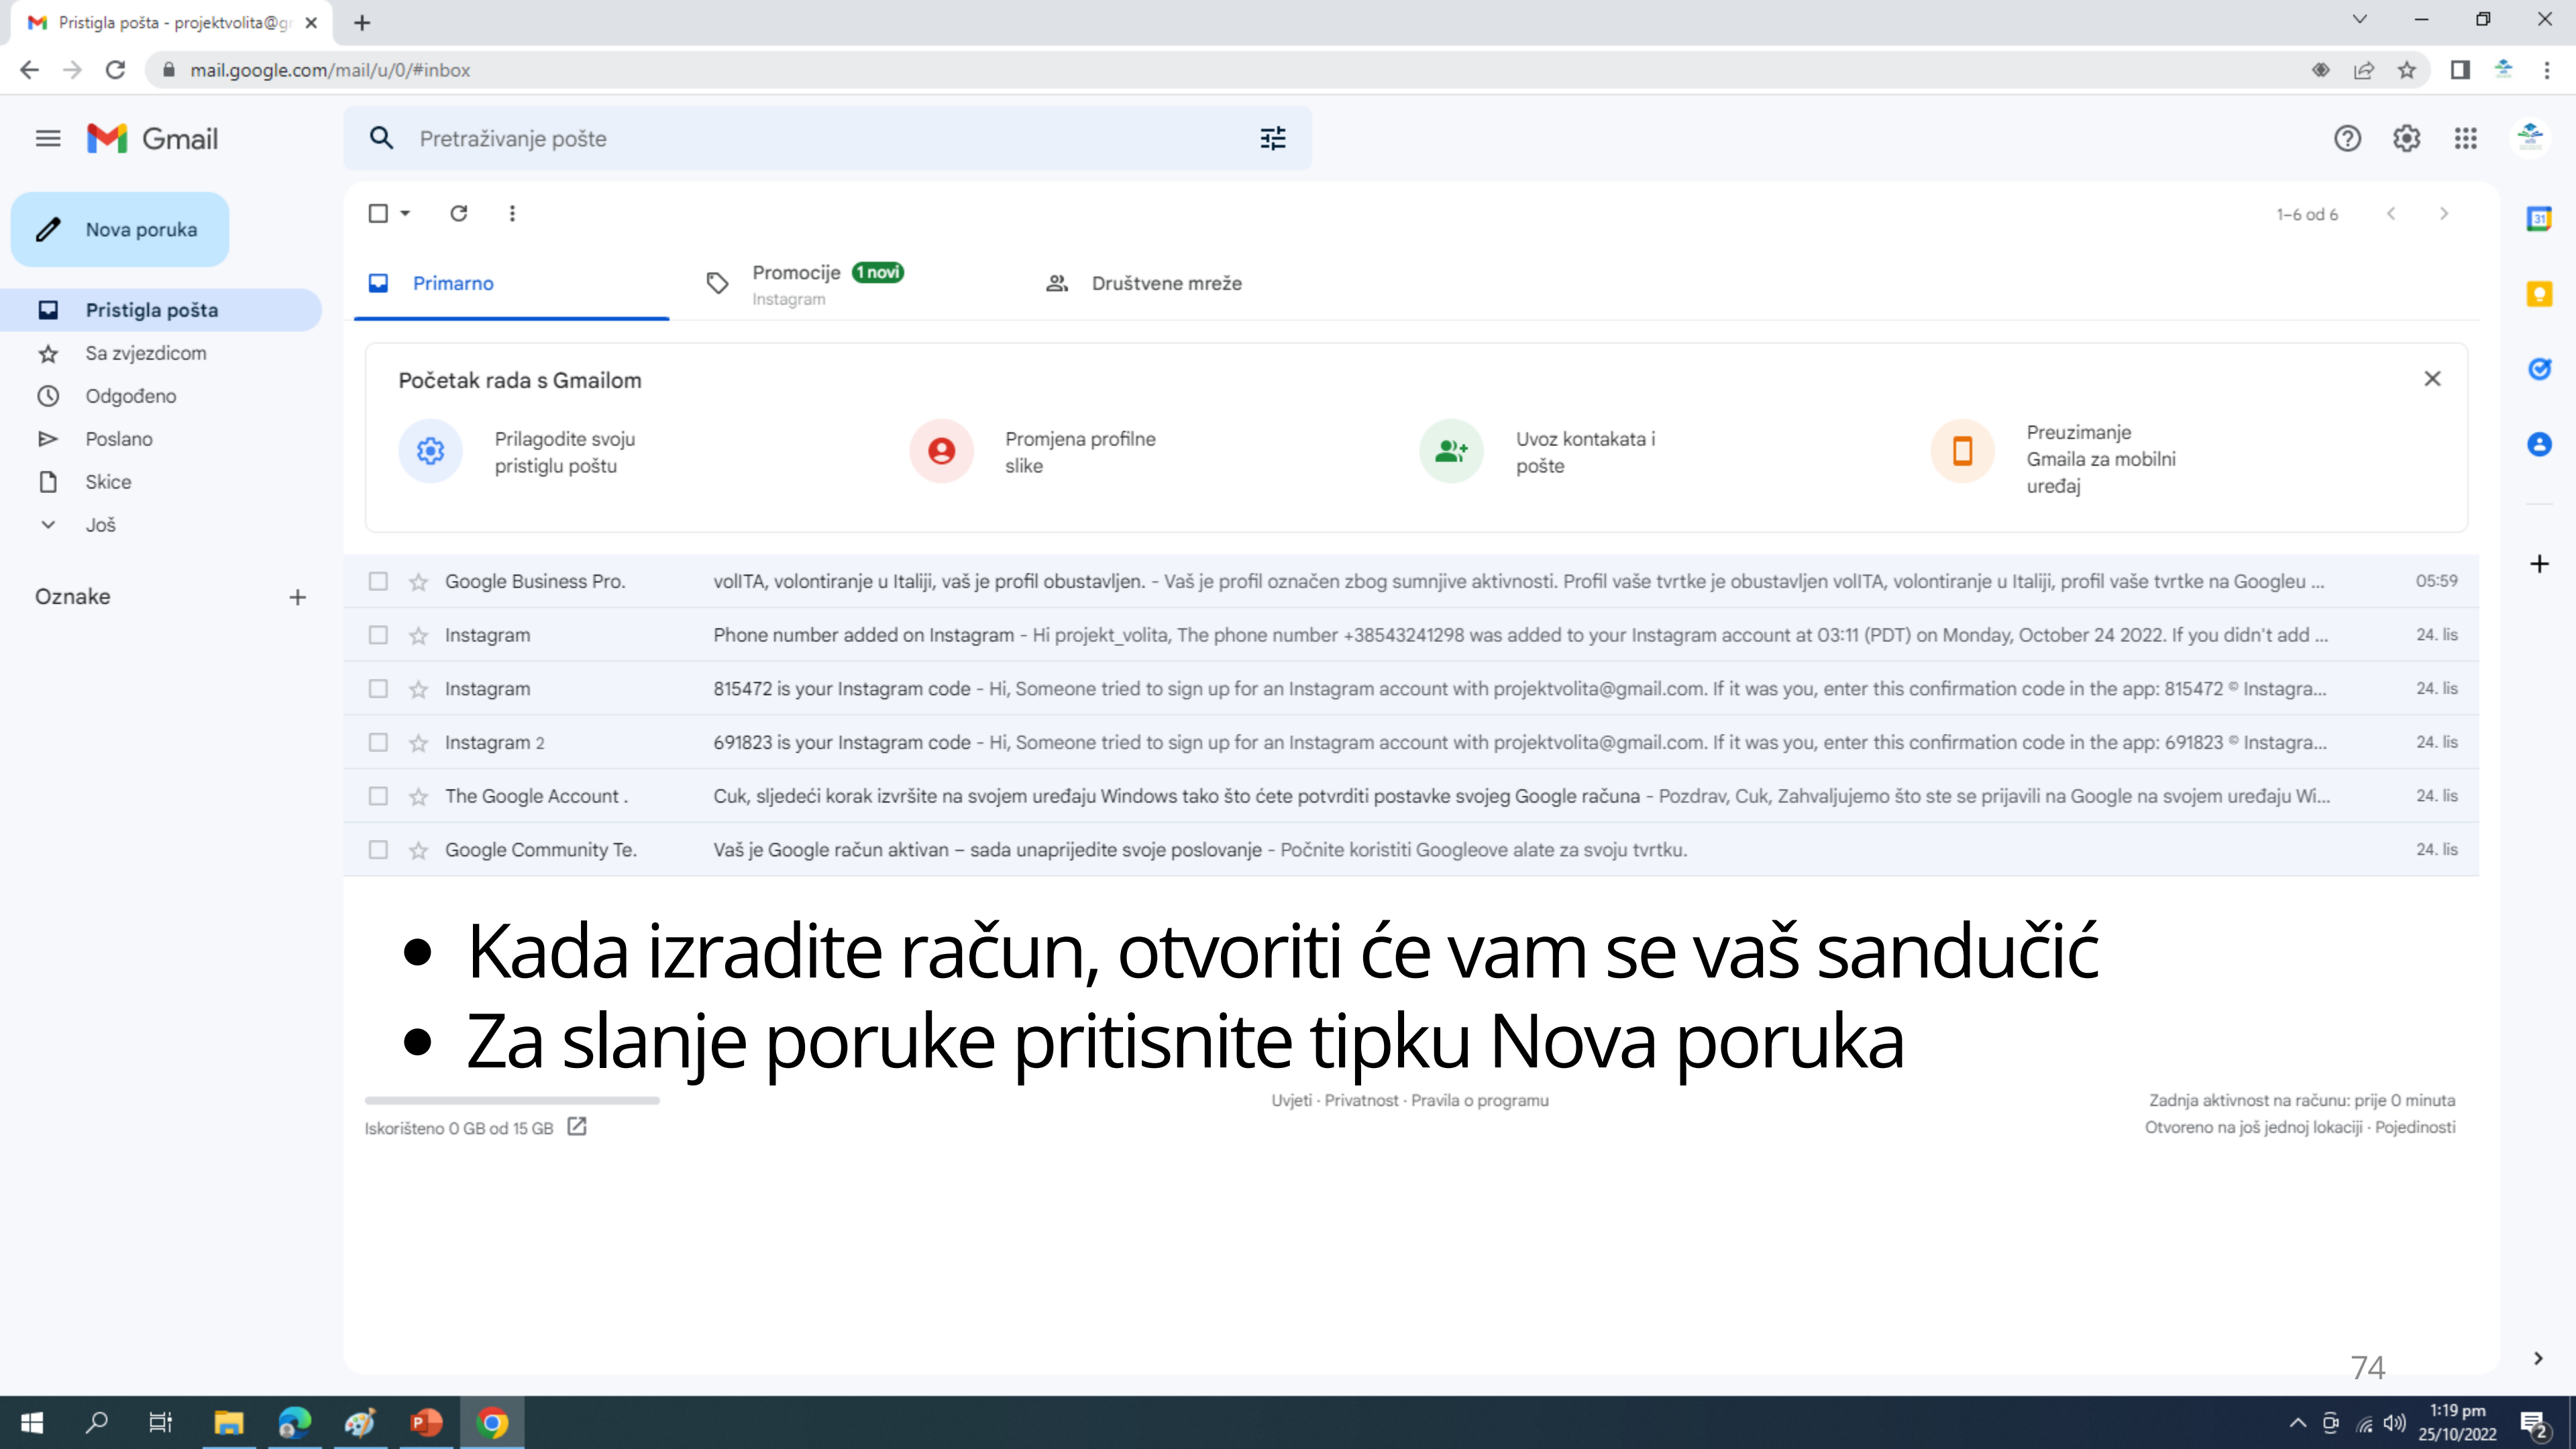 Pristigla pošta - projektvolita@g
mail.google.com/mail/u/0/#inbox
Gmail
Pretraživanje pošte
Nova poruka
1–6 od 6
Primarno
Promocije 1 novi
Instagram
Društvene mreže
Pristigla pošta
Sa zvjezdicom
Odgođeno
Poslano
Skice
Još
Oznake
Početak rada s Gmailom
Prilagodite svoju
pristiglu poštu
Promjena profilne
slike
Uvoz kontakata i
pošte
Preuzimanje
Gmaila za mobilni
uređaj
Google Business Pro. volITA, volontiranje u Italiji, vaš je profil obustavljen. - Vaš je profil označen zbog sumnjive aktivnosti. Profil vaše tvrtke je obustavljen volITA, volontiranje u Italiji, profil vaše tvrtke na Googleu ... 05:59
Instagram Phone number added on Instagram - Hi projekt_volita, The phone number +38543241298 was added to your Instagram account at 03:11 (PDT) on Monday, October 24 2022. If you didn't add ... 24. lis
Instagram 815472 is your Instagram code - Hi, Someone tried to sign up for an Instagram account with projektvolita@gmail.com. If it was you, enter this confirmation code in the app: 815472 © Instagra... 24. lis
Instagram 2 691823 is your Instagram code - Hi, Someone tried to sign up for an Instagram account with projektvolita@gmail.com. If it was you, enter this confirmation code in the app: 691823 © Instagra... 24. lis
The Google Account . Cuk, sljedeći korak izvršite na svojem uređaju Windows tako što ćete potvrditi postavke svojeg Google računa - Pozdrav, Cuk, Zahvaljujemo što ste se prijavili na Google na svojem uređaju Wi... 24. lis
Google Community Te. Vaš je Google račun aktivan – sada unaprijedite svoje poslovanje - Počnite koristiti Googleove alate za svoju tvrtku. 24. lis
• Kada izradite račun, otvoriti će vam se vaš sandučić
• Za slanje poruke pritisnite tipku Nova poruka
Iskorišteno 0 GB od 15 GB
Uvjeti · Privatnost · Pravila o programu
Zadnja aktivnost na računu: prije 0 minuta
Otvoreno na još jednoj lokaciji · Pojedinosti
74
1:19 pm
25/10/2022
2